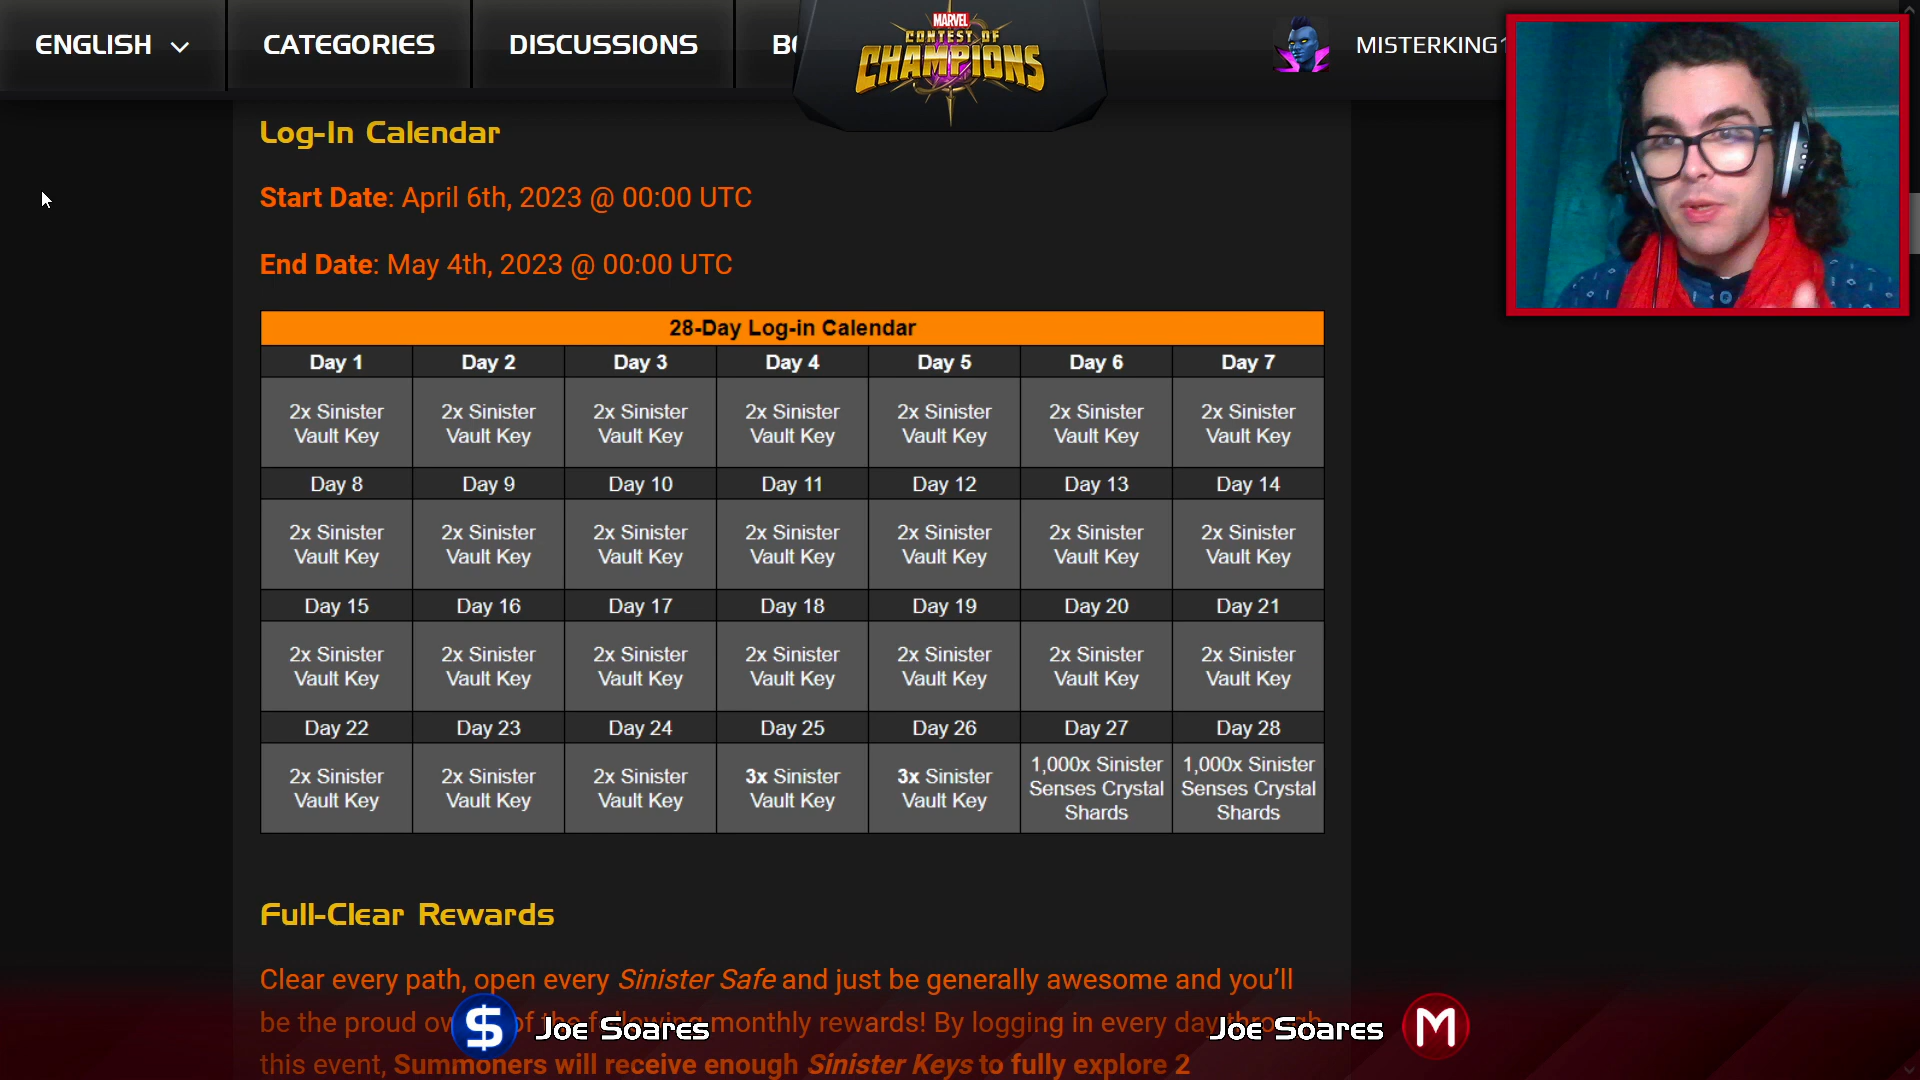 ENGLISH CATEGORIES DISCUSSIONS
MARVEL
CONTEST OF
CHAMPIONS
MISTERKING
Log-In Calendar
Start Date: April 6th, 2023 @ 00:00 UTC
End Date: May 4th, 2023 @ 00:00 UTC
28-Day Log-in Calendar
Day 1 Day 2 Day 3 Day 4 Day 5 Day 6 Day 7
2x Sinister 2x Sinister 2x Sinister 2x Sinister 2x Sinister 2x Sinister 2x Sinister
Vault Key Vault Key Vault Key Vault Key Vault Key Vault Key Vault Key
Day 8 Day 9 Day 10 Day 11 Day 12 Day 13 Day 14
2x Sinister 2x Sinister 2x Sinister 2x Sinister 2x Sinister 2x Sinister 2x Sinister
Vault Key Vault Key Vault Key Vault Key Vault Key Vault Key Vault Key
Day 15 Day 16 Day 17 Day 18 Day 19 Day 20 Day 21
2x Sinister 2x Sinister 2x Sinister 2x Sinister 2x Sinister 2x Sinister 2x Sinister
Vault Key Vault Key Vault Key Vault Key Vault Key Vault Key Vault Key
Day 22 Day 23 Day 24 Day 25 Day 26 Day 27 Day 28
2x Sinister 2x Sinister 2x Sinister 3x Sinister 3x Sinister 1,000x Sinister 1,000x Sinister
Vault Key Vault Key Vault Key Vault Key Vault Key Senses Crystal Senses Crystal
Shards Shards
Full-Clear Rewards
Clear every path, open every Sinister Safe and just be generally awesome and you'll
be the proud of the monthly rewards! By logging in every day through
$ Joe Soares Joe Soares M
this event, Summoners will receive enough Sinister Keys to fully explore 2